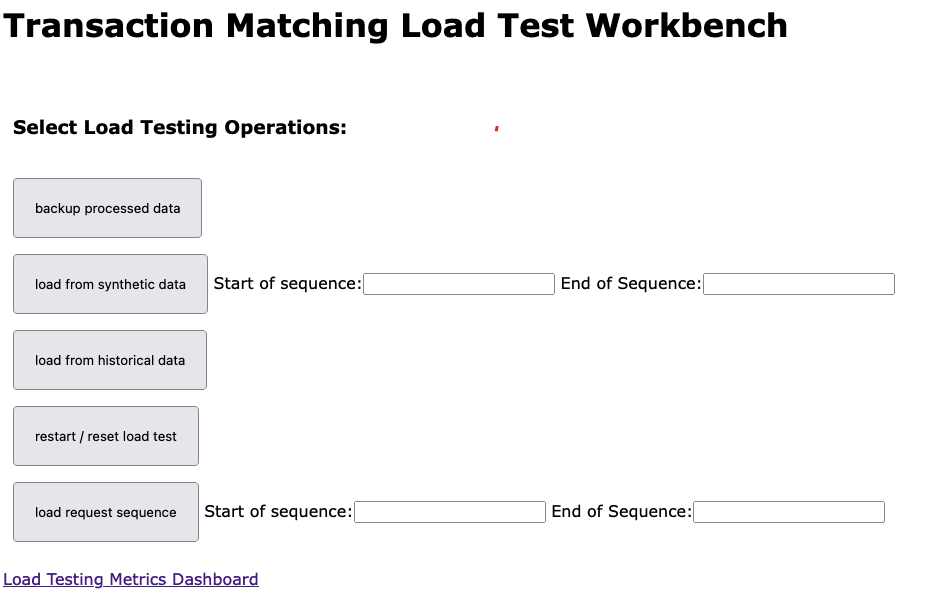 Transaction Matching Load Test Workbench
Select Load Testing Operations:
backup processed data
load from synthetic data Start of sequence: End of Sequence:
load from historical data
restart / reset load test
load request sequence Start of sequence: End of Sequence:
Load Testing Metrics Dashboard